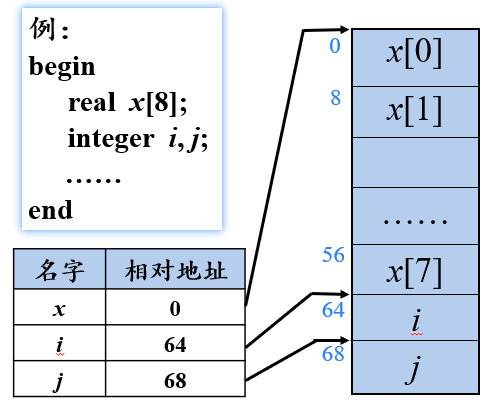 例：
begin
real x[8];
integer i, j;
……
end
名字 相对地址
x 0
i 64
j 68
0 x[0]
8 x[1]
……
56 x[7]
64 i
68 j